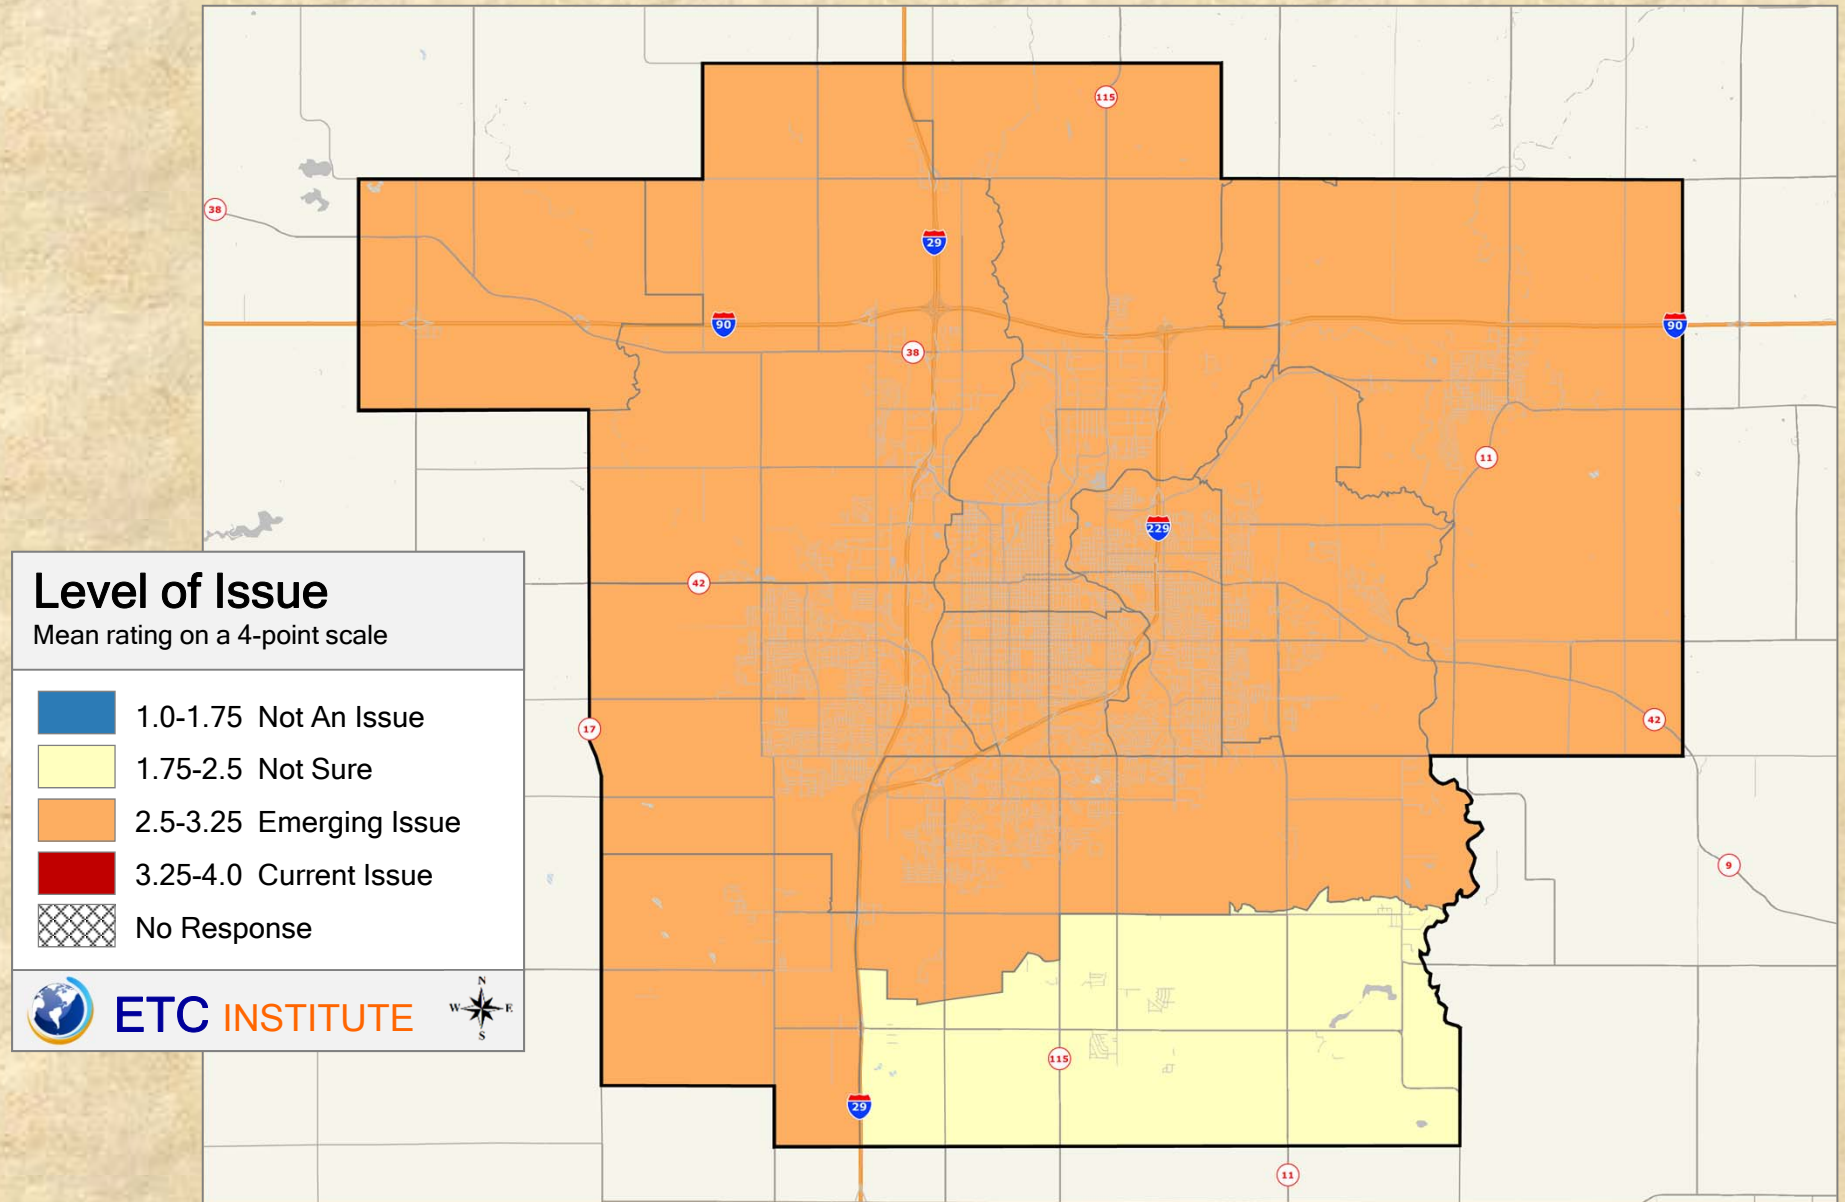 115
38
29
90
90
38
11
229
42
17
42
9
115
29
11
Level of Issue
Mean rating on a 4-point scale
1.0-1.75 Not An Issue
1.75-2.5 Not Sure
2.5-3.25 Emerging Issue
3.25-4.0 Current Issue
No Response
ETC INSTITUTE
N
W E
S